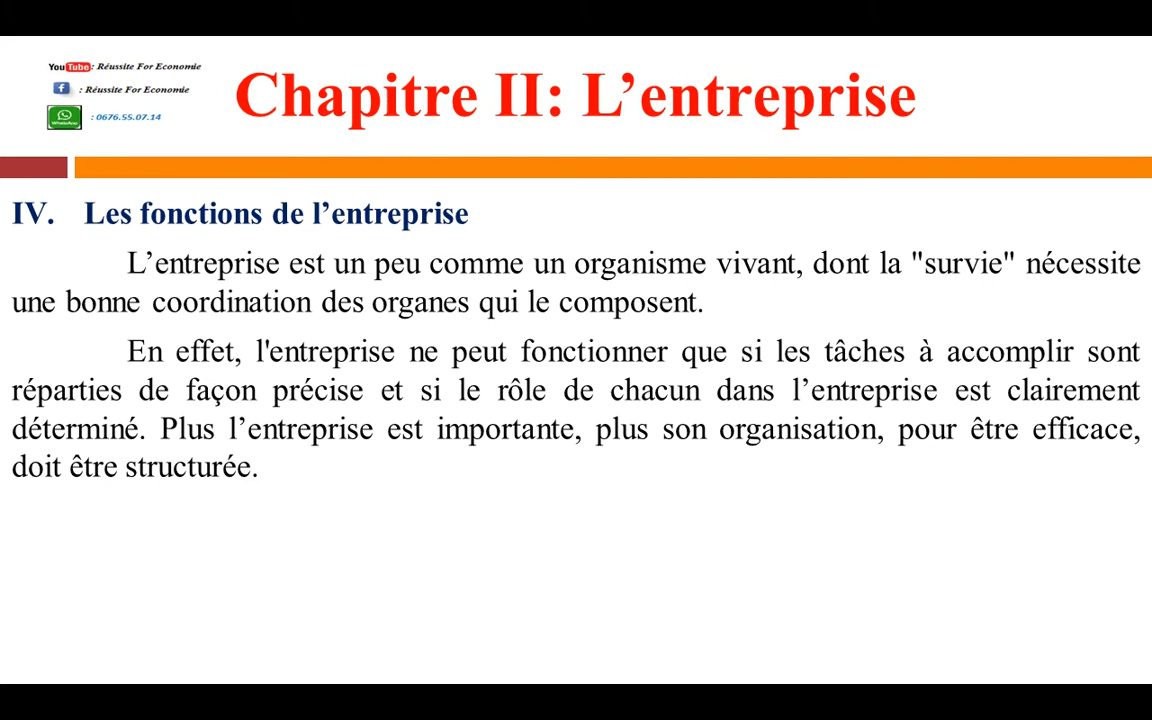 YouTube : Réussite For Economie
: Réussite For Economie
WhatsApp : 0676.55.07.14
Chapitre II: L’entreprise
IV. Les fonctions de l’entreprise
L’entreprise est un peu comme un organisme vivant, dont la "survie" nécessite
une bonne coordination des organes qui le composent.
En effet, l'entreprise ne peut fonctionner que si les tâches à accomplir sont
réparties de façon précise et si le rôle de chacun dans l’entreprise est clairement
déterminé. Plus l’entreprise est importante, plus son organisation, pour être efficace,
doit être structurée.